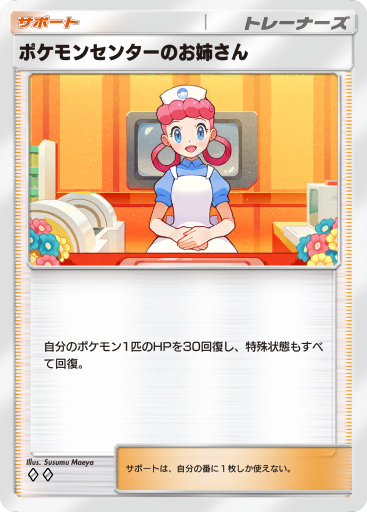 サポート
トレーナーズ
ポケモンセンターのお姉さん
自分のポケモン1匹のHPを30回復し、特殊状態もすべ
て回復。
Illus. Susumu Maeya
サポートは、自分の番に1枚しか使えない。